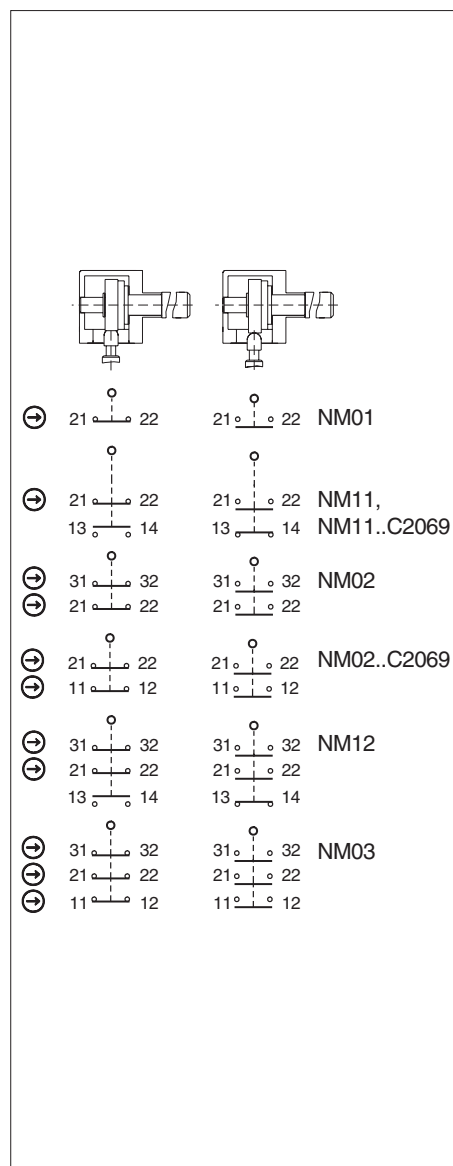 21 22 21 22 NM01
21 22 21 22 NM11,
13 14 13 14 NM11..C2069
31 32 31 32 NM02
21 22 21 22
21 22 21 22 NM02..C2069
11 12 11 12
31 32 31 32 NM12
21 22 21 22
13 14 13 14
31 32 31 32 NM03
21 22 21 22
11 12 11 12